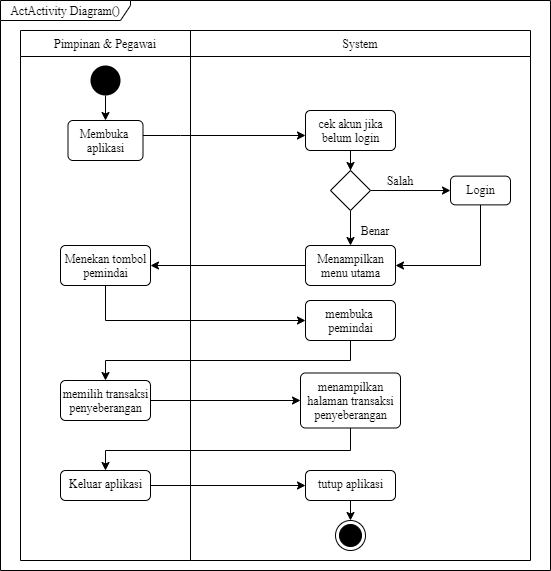 ActActivity Diagram()
Pimpinan & Pegawai
System
Membuka
aplikasi
cek akun jika
belum login
Salah
Login
Benar
Menekan tombol
pemindai
Menampilkan
menu utama
membuka
pemindai
memilih transaksi
penyeberangan
menampilkan
halaman transaksi
penyeberangan
Keluar aplikasi
tutup aplikasi